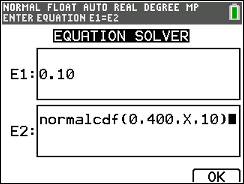 NORMAL FLOAT AUTO REAL DEGREE MP
ENTER EQUATION E1=E2
EQUATION SOLVER
E1: 0.10
E2: normalcdf(0,400,X,10)
OK